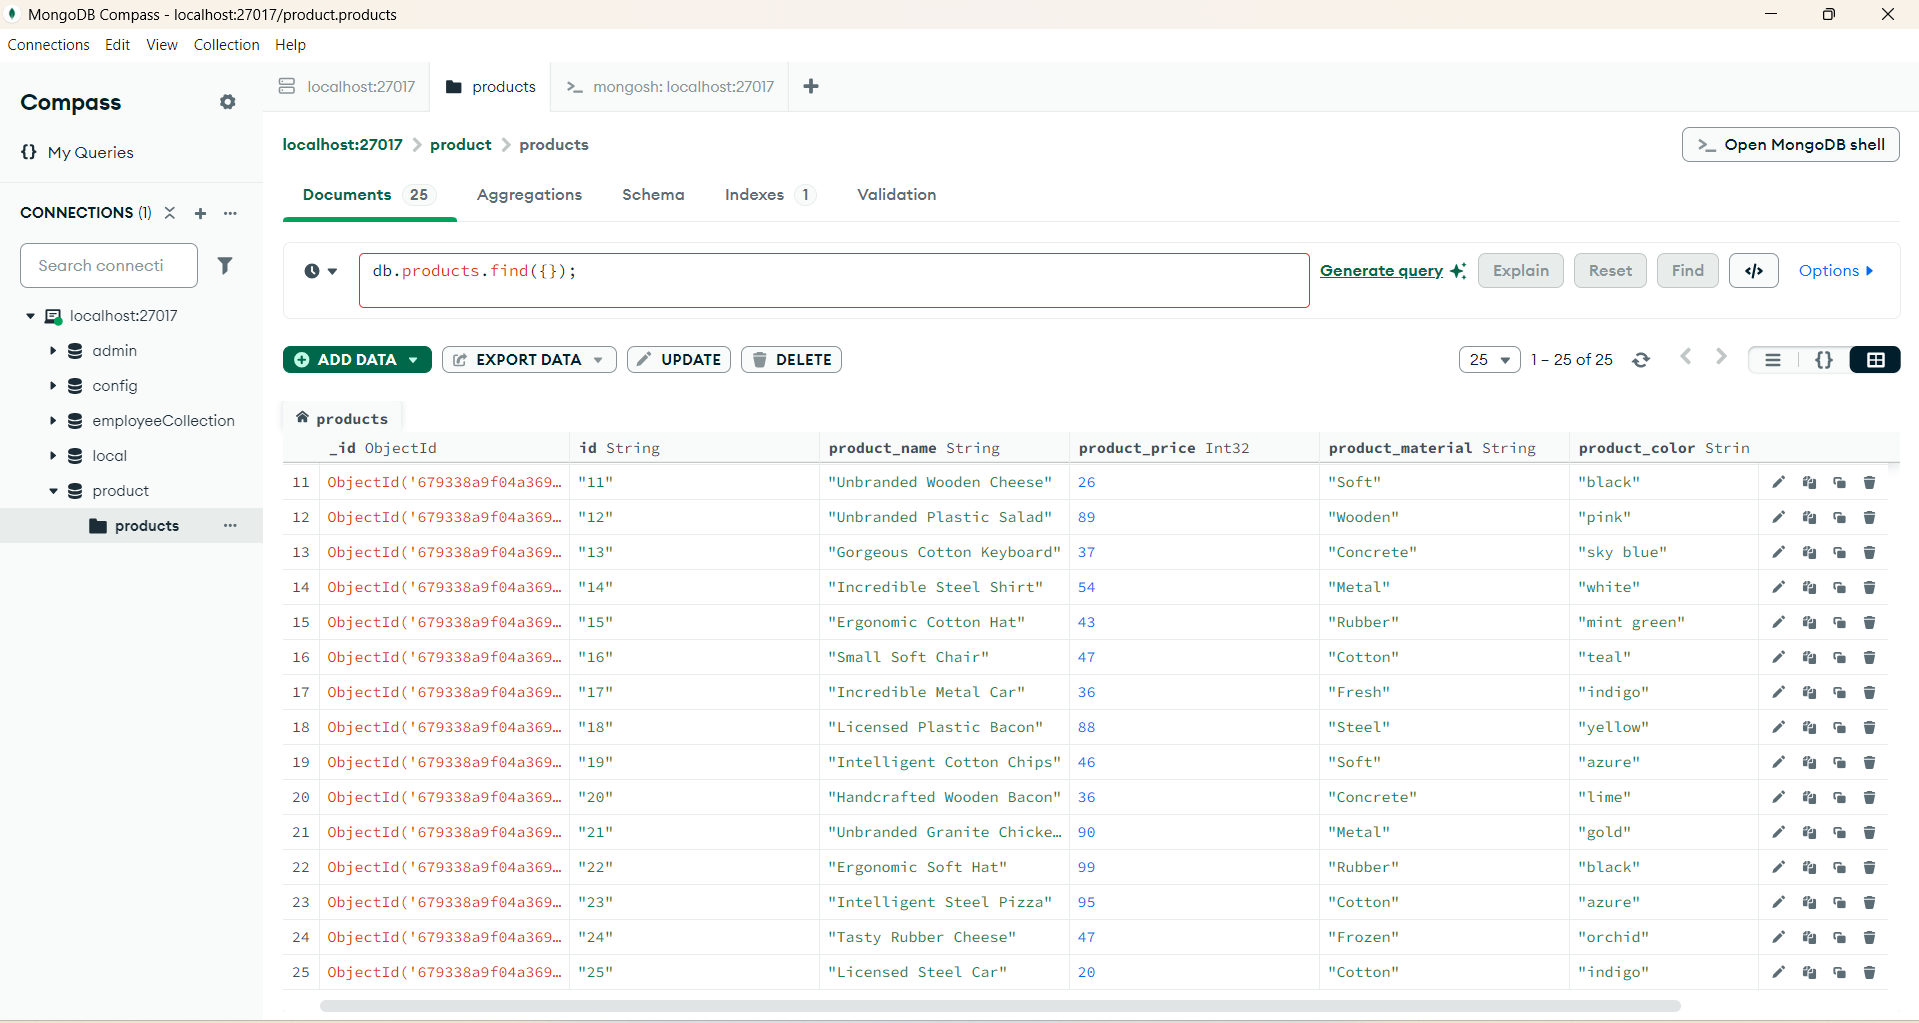 MongoDB Compass - localhost:27017/product.products
Connections Edit View Collection Help
Compass
localhost:27017 products >_ mongosh: localhost:27017 +
{} My Queries
localhost:27017 > product > products
>_ Open MongoDB shell
Documents 25 Aggregations Schema Indexes 1 Validation
CONNECTIONS (1)
Search connecti
db.products.find({});
Generate query Explain Reset Find </> Options
localhost:27017
admin
config
employeeCollection
local
product
products
ADD DATA EXPORT DATA UPDATE DELETE
25 1 – 25 of 25 {}
products
_id ObjectId id String product_name String product_price Int32 product_material String product_color Strin
11 ObjectId('679338a9f04a369… "11" "Unbranded Wooden Cheese" 26 "Soft" "black"
12 ObjectId('679338a9f04a369… "12" "Unbranded Plastic Salad" 89 "Wooden" "pink"
13 ObjectId('679338a9f04a369… "13" "Gorgeous Cotton Keyboard" 37 "Concrete" "sky blue"
14 ObjectId('679338a9f04a369… "14" "Incredible Steel Shirt" 54 "Metal" "white"
15 ObjectId('679338a9f04a369… "15" "Ergonomic Cotton Hat" 43 "Rubber" "mint green"
16 ObjectId('679338a9f04a369… "16" "Small Soft Chair" 47 "Cotton" "teal"
17 ObjectId('679338a9f04a369… "17" "Incredible Metal Car" 36 "Fresh" "indigo"
18 ObjectId('679338a9f04a369… "18" "Licensed Plastic Bacon" 88 "Steel" "yellow"
19 ObjectId('679338a9f04a369… "19" "Intelligent Cotton Chips" 46 "Soft" "azure"
20 ObjectId('679338a9f04a369… "20" "Handcrafted Wooden Bacon" 36 "Concrete" "lime"
21 ObjectId('679338a9f04a369… "21" "Unbranded Granite Chicke… 90 "Metal" "gold"
22 ObjectId('679338a9f04a369… "22" "Ergonomic Soft Hat" 99 "Rubber" "black"
23 ObjectId('679338a9f04a369… "23" "Intelligent Steel Pizza" 95 "Cotton" "azure"
24 ObjectId('679338a9f04a369… "24" "Tasty Rubber Cheese" 47 "Frozen" "orchid"
25 ObjectId('679338a9f04a369… "25" "Licensed Steel Car" 20 "Cotton" "indigo"